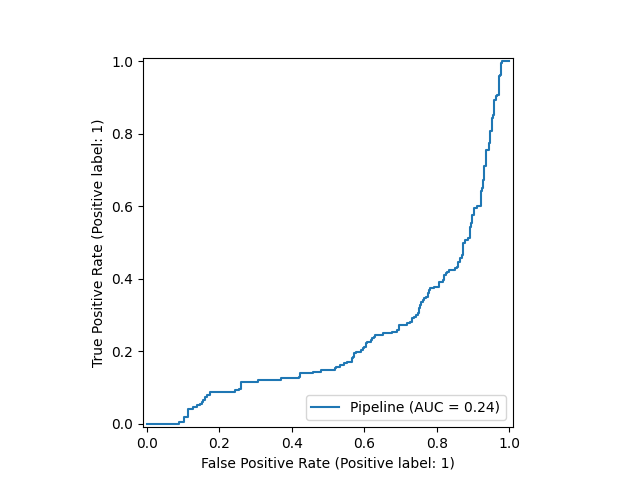 1.0
0.8
0.6
0.4
0.2
0.0
True Positive Rate (Positive label: 1)
Pipeline (AUC = 0.24)
0.0 0.2 0.4 0.6 0.8 1.0
False Positive Rate (Positive label: 1)